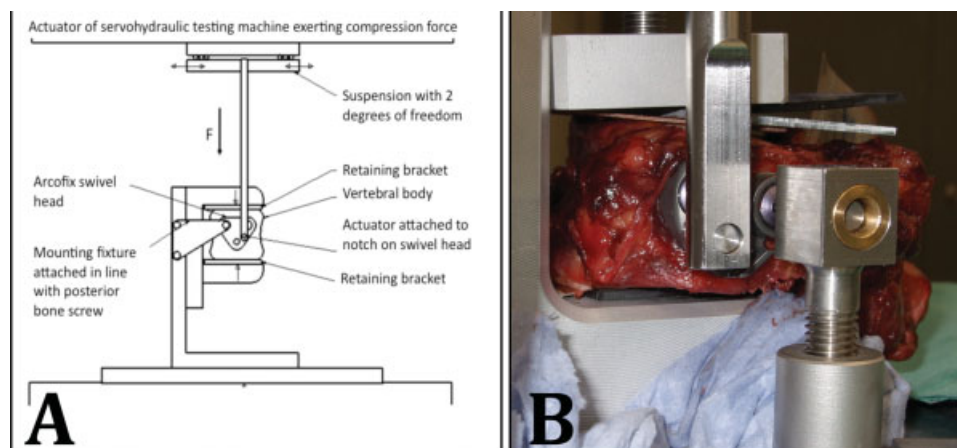 Actuator of servohydraulic testing machine exerting compression force
Suspension with 2
degrees of freedom
F
Arcofix swivel
head
Mounting fixture
attached in line
with posterior
bone screw
Retaining bracket
Vertebral body
Actuator attached to
notch on swivel head
Retaining bracket
A
B